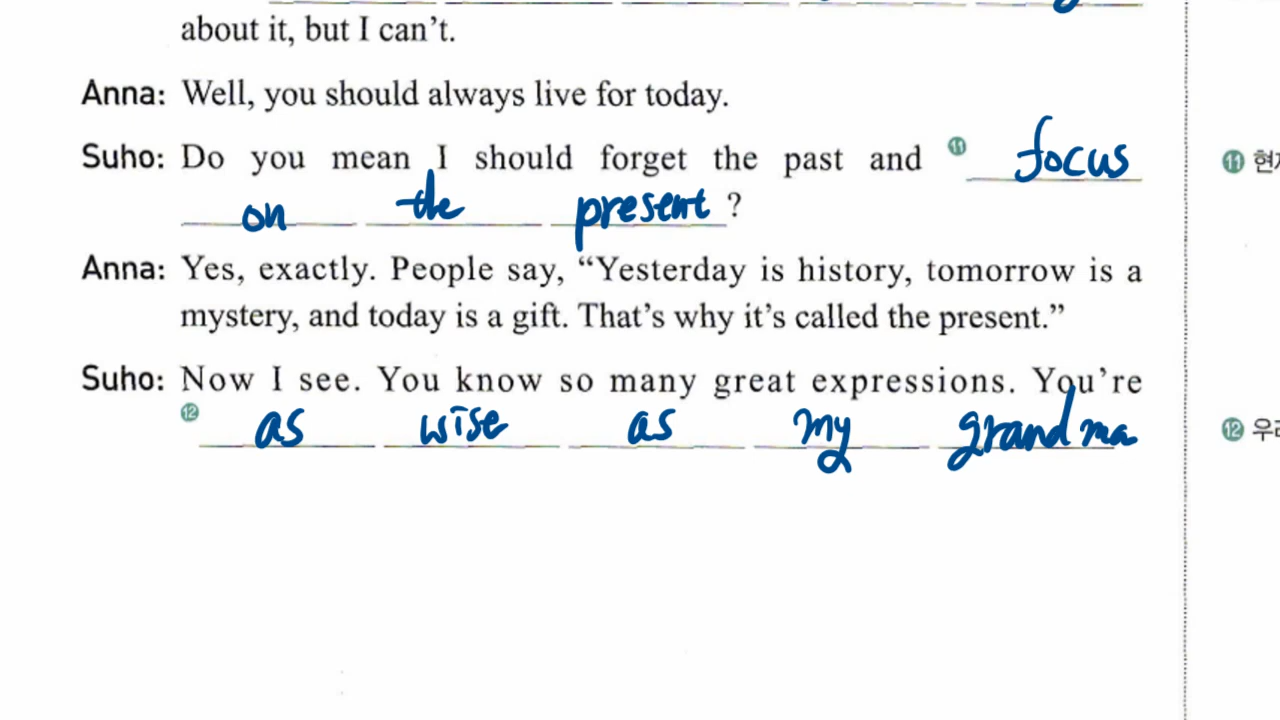 about it, but I can't.
Anna: Well, you should always live for today.
Suho: Do you mean I should forget the past and ⑪ focus
on the present ?
Anna: Yes, exactly. People say, “Yesterday is history, tomorrow is a
mystery, and today is a gift. That's why it's called the present.”
Suho: Now I see. You know so many great expressions. You're
⑫ as wise as my grandma
⑪
⑫ 우리